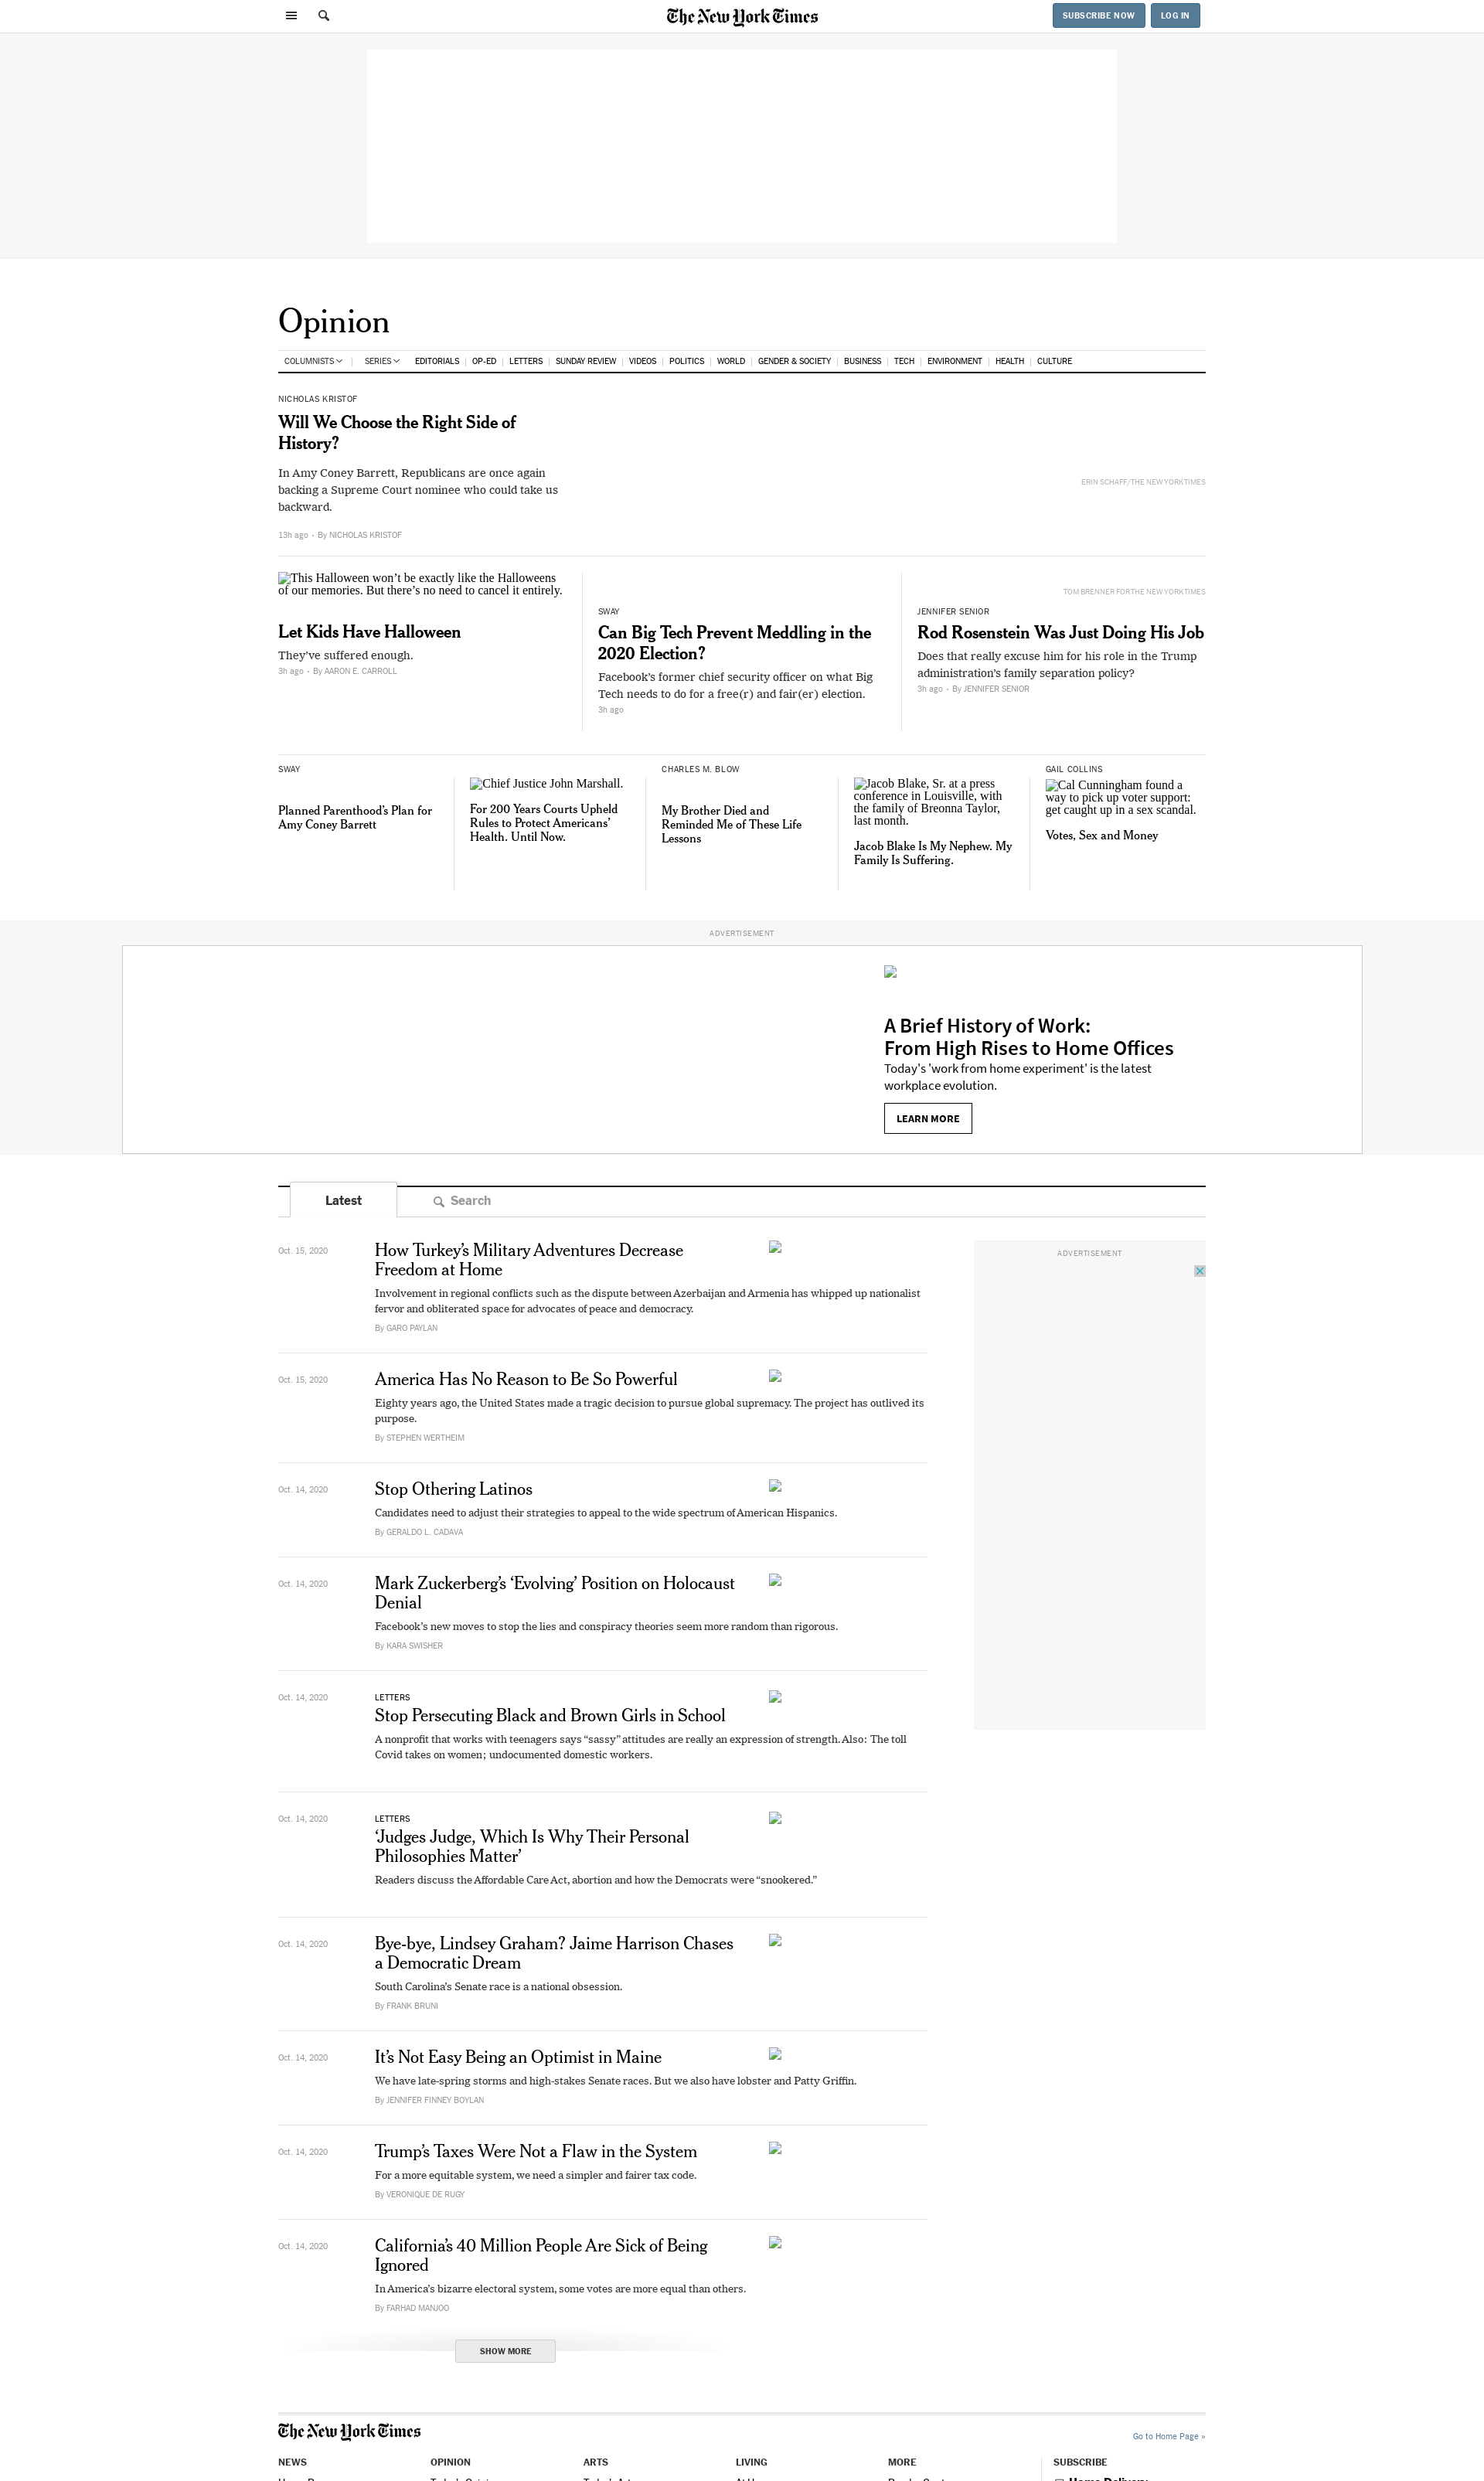 The New York Times
SUBSCRIBE NOW
LOG IN
Opinion
COLUMNISTS
SERIES
EDITORIALS
OP-ED
LETTERS
SUNDAY REVIEW
VIDEOS
POLITICS
WORLD
GENDER & SOCIETY
BUSINESS
TECH
ENVIRONMENT
HEALTH
CULTURE
NICHOLAS KRISTOF
Will We Choose the Right Side of
History?
In Amy Coney Barrett, Republicans are once again
backing a Supreme Court nominee who could take us
backward.
13h ago • By NICHOLAS KRISTOF
ERIN SCHAFF/THE NEW YORK TIMES
This Halloween won’t be exactly like the Halloweens
of our memories. But there’s no need to cancel it entirely.
Let Kids Have Halloween
They’ve suffered enough.
3h ago • By AARON E. CARROLL
SWAY
Can Big Tech Prevent Meddling in the
2020 Election?
Facebook’s former chief security officer on what Big
Tech needs to do for a free(r) and fair(er) election.
3h ago
TOM BRENNER FOR THE NEW YORK TIMES
JENNIFER SENIOR
Rod Rosenstein Was Just Doing His Job
Does that really excuse him for his role in the Trump
administration’s family separation policy?
3h ago • By JENNIFER SENIOR
SWAY
Planned Parenthood’s Plan for
Amy Coney Barrett
Chief Justice John Marshall.
For 200 Years Courts Upheld
Rules to Protect Americans’
Health. Until Now.
CHARLES M. BLOW
My Brother Died and
Reminded Me of These Life
Lessons
Jacob Blake, Sr. at a press
conference in Louisville, with
the family of Breonna Taylor,
last month.
Jacob Blake Is My Nephew. My
Family Is Suffering.
GAIL COLLINS
Cal Cunningham found a
way to pick up voter support:
get caught up in a sex scandal.
Votes, Sex and Money
ADVERTISEMENT
A Brief History of Work:
From High Rises to Home Offices
Today's 'work from home experiment' is the latest
workplace evolution.
LEARN MORE
Latest
Search
ADVERTISEMENT
Oct. 15, 2020
How Turkey’s Military Adventures Decrease
Freedom at Home
Involvement in regional conflicts such as the dispute between Azerbaijan and Armenia has whipped up nationalist
fervor and obliterated space for advocates of peace and democracy.
By GARO PAYLAN
Oct. 15, 2020
America Has No Reason to Be So Powerful
Eighty years ago, the United States made a tragic decision to pursue global supremacy. The project has outlived its
purpose.
By STEPHEN WERTHEIM
Oct. 14, 2020
Stop Othering Latinos
Candidates need to adjust their strategies to appeal to the wide spectrum of American Hispanics.
By GERALDO L. CADAVA
Oct. 14, 2020
Mark Zuckerberg’s ‘Evolving’ Position on Holocaust
Denial
Facebook’s new moves to stop the lies and conspiracy theories seem more random than rigorous.
By KARA SWISHER
Oct. 14, 2020
LETTERS
Stop Persecuting Black and Brown Girls in School
A nonprofit that works with teenagers says “sassy” attitudes are really an expression of strength. Also: The toll
Covid takes on women; undocumented domestic workers.
Oct. 14, 2020
LETTERS
‘Judges Judge, Which Is Why Their Personal
Philosophies Matter’
Readers discuss the Affordable Care Act, abortion and how the Democrats were “snookered.”
Oct. 14, 2020
Bye-bye, Lindsey Graham? Jaime Harrison Chases
a Democratic Dream
South Carolina’s Senate race is a national obsession.
By FRANK BRUNI
Oct. 14, 2020
It’s Not Easy Being an Optimist in Maine
We have late-spring storms and high-stakes Senate races. But we also have lobster and Patty Griffin.
By JENNIFER FINNEY BOYLAN
Oct. 14, 2020
Trump’s Taxes Were Not a Flaw in the System
For a more equitable system, we need a simpler and fairer tax code.
By VERONIQUE DE RUGY
Oct. 14, 2020
California’s 40 Million People Are Sick of Being
Ignored
In America’s bizarre electoral system, some votes are more equal than others.
By FARHAD MANJOO
SHOW MORE
The New York Times
Go to Home Page »
NEWS
OPINION
ARTS
LIVING
MORE
SUBSCRIBE